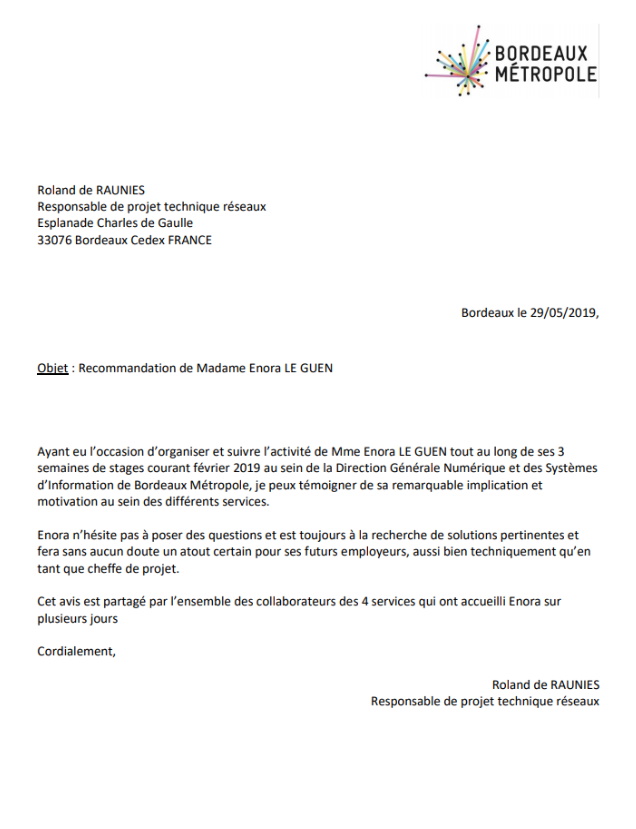 BORDEAUX
MÉTROPOLE
Roland de RAUNIES
Responsable de projet technique réseaux
Esplanade Charles de Gaulle
33076 Bordeaux Cedex FRANCE
Bordeaux le 29/05/2019,
Objet : Recommandation de Madame Enora LE GUEN
Ayant eu l’occasion d’organiser et suivre l’activité de Mme Enora LE GUEN tout au long de ses 3
semaines de stages courant février 2019 au sein de la Direction Générale Numérique et des Systèmes
d’Information de Bordeaux Métropole, je peux témoigner de sa remarquable implication et
motivation au sein des différents services.
Enora n’hésite pas à poser des questions et est toujours à la recherche de solutions pertinentes et
fera sans aucun doute un atout certain pour ses futurs employeurs, aussi bien techniquement qu’en
tant que cheffe de projet.
Cet avis est partagé par l’ensemble des collaborateurs des 4 services qui ont accueilli Enora sur
plusieurs jours
Cordialement,
Roland de RAUNIES
Responsable de projet technique réseaux